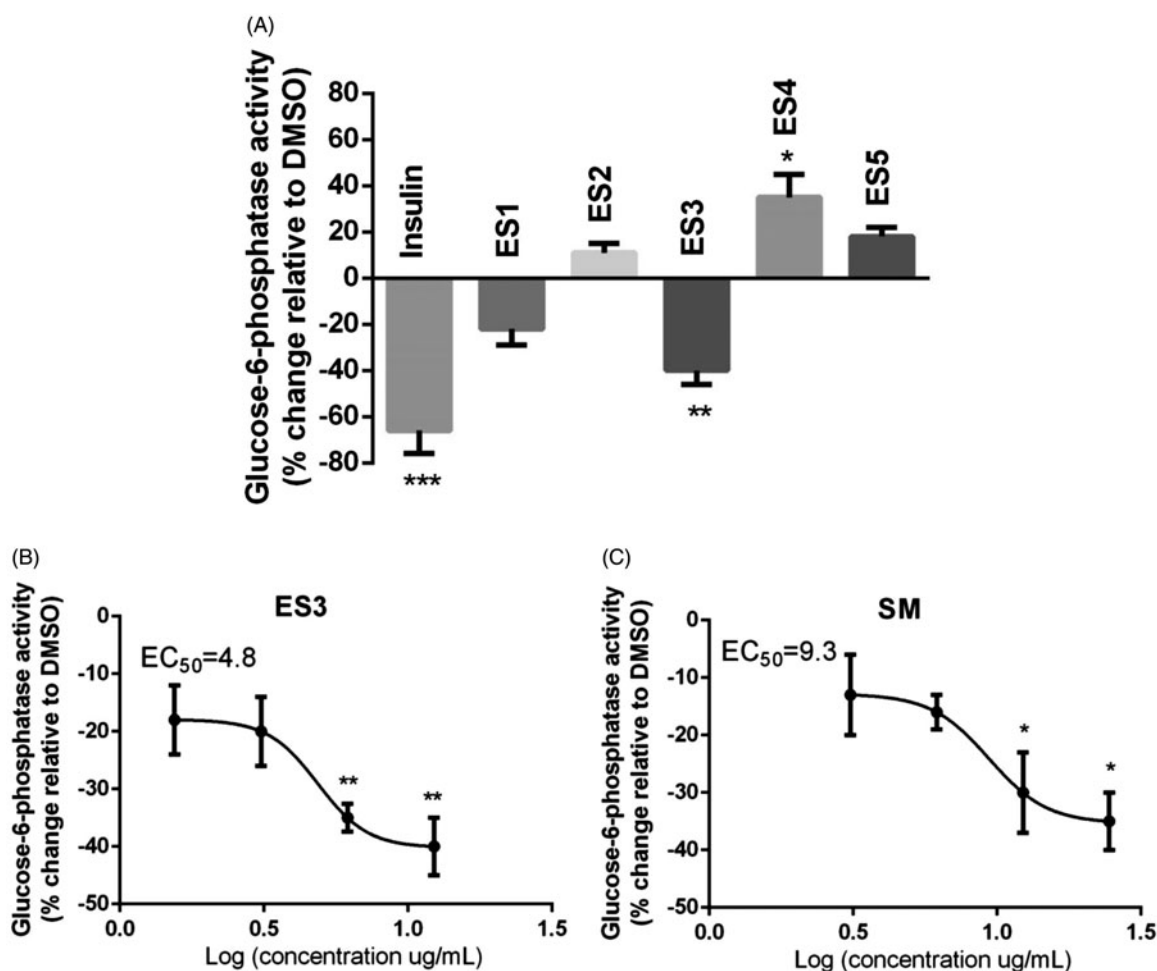 (A)
Glucose-6-phosphatase activity
(% change relative to DMSO)
80
60
40
20
0
-20
-40
-60
-80
Insulin
ES1
ES2
ES3
ES4
ES5
***
**
*
(B)
ES3
Glucose-6-phosphatase activity
(% change relative to DMSO)
0
-10
-20
-30
-40
-50
EC50=4.8
**
**
0.0
0.5
1.0
1.5
Log (concentration ug/mL)
(C)
SM
Glucose-6-phosphatase activity
(% change relative to DMSO)
0
-10
-20
-30
-40
-50
EC50=9.3
*
*
0.0
0.5
1.0
1.5
Log (concentration ug/mL)